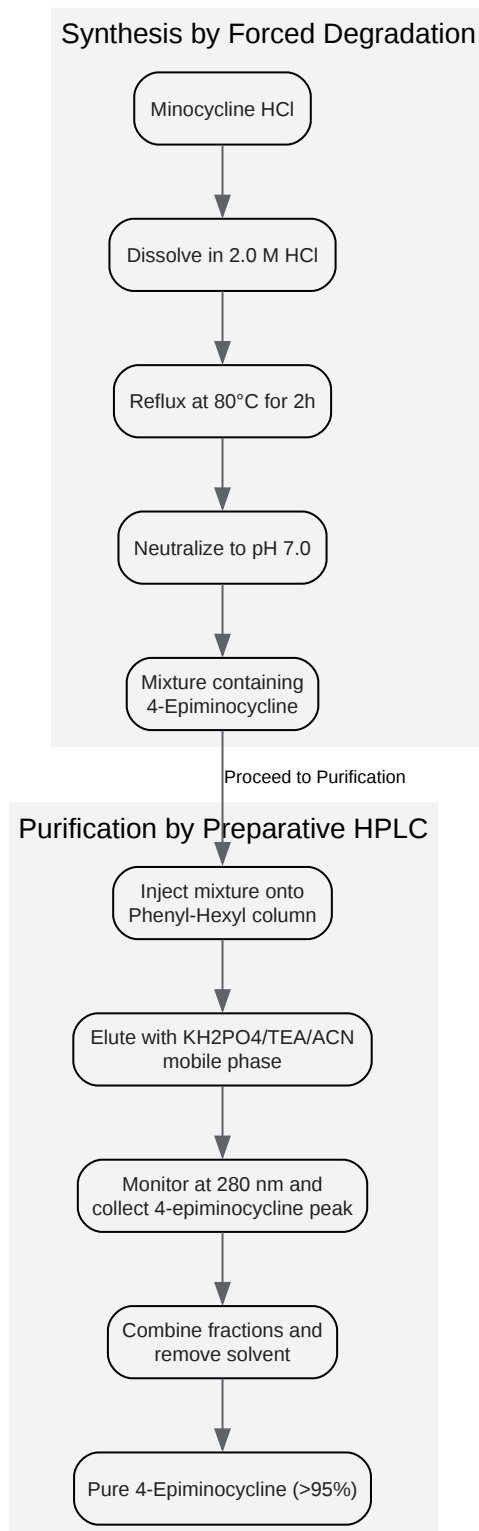 Synthesis by Forced Degradation
Minocycline HCl
Dissolve in 2.0 M HCl
Reflux at 80°C for 2h
Neutralize to pH 7.0
Mixture containing
4-Epiminocycline
Proceed to Purification
Purification by Preparative HPLC
Inject mixture onto
Phenyl-Hexyl column
Elute with KH2PO4/TEA/ACN
mobile phase
Monitor at 280 nm and
collect 4-epiminocycline peak
Combine fractions and
remove solvent
Pure 4-Epiminocycline (>95%)